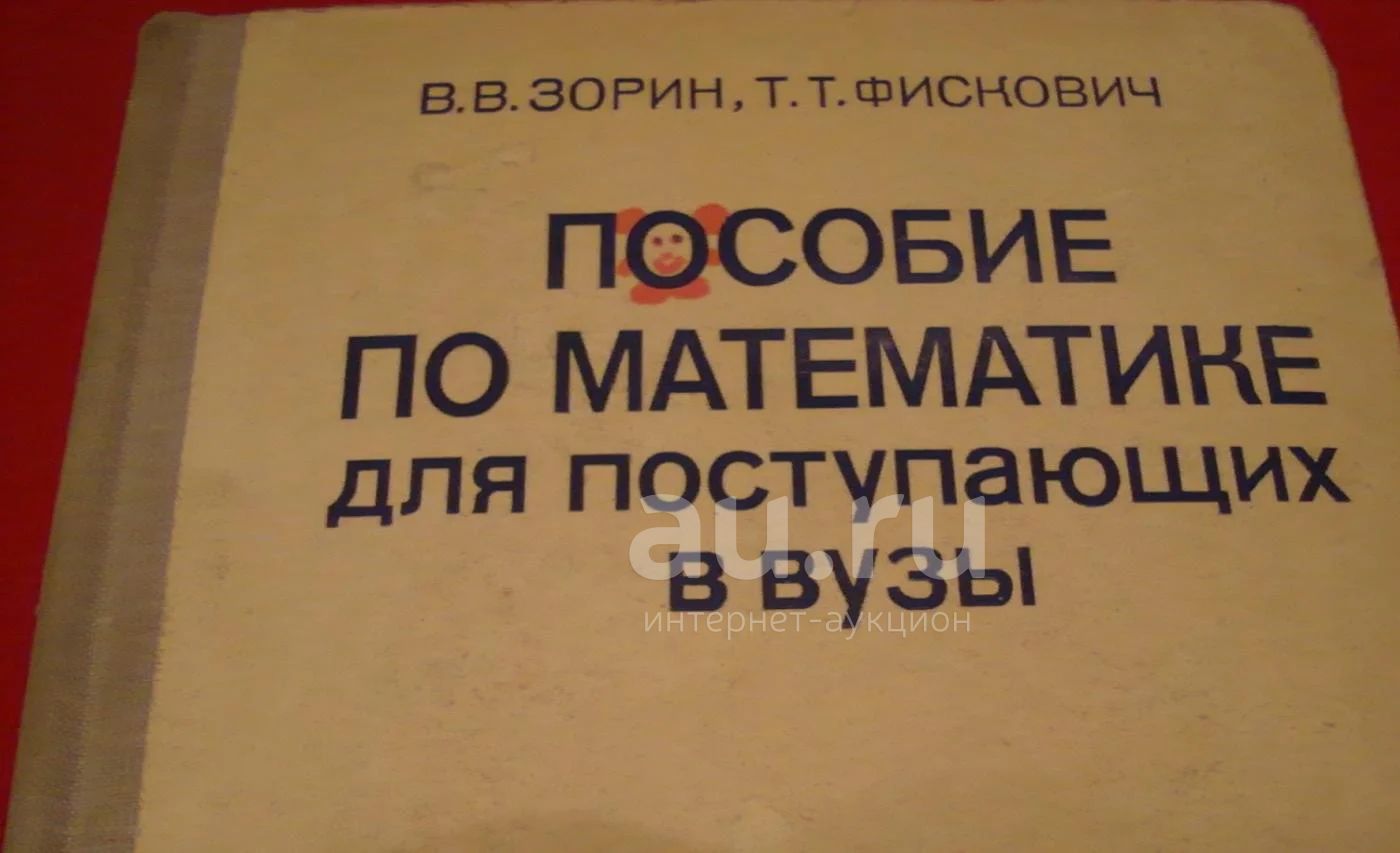 В.В. ЗОРИН, Т.Т. ФИСКОВИЧ
ПОСОБИЕ
ПО МАТЕМАТИКЕ
для поступающих
в вузы
au.ru
интернет-аукцион